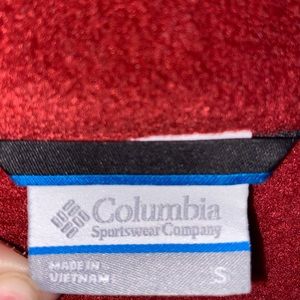 Columbia
Sportswear Company
MADE IN
VIETNAM
S